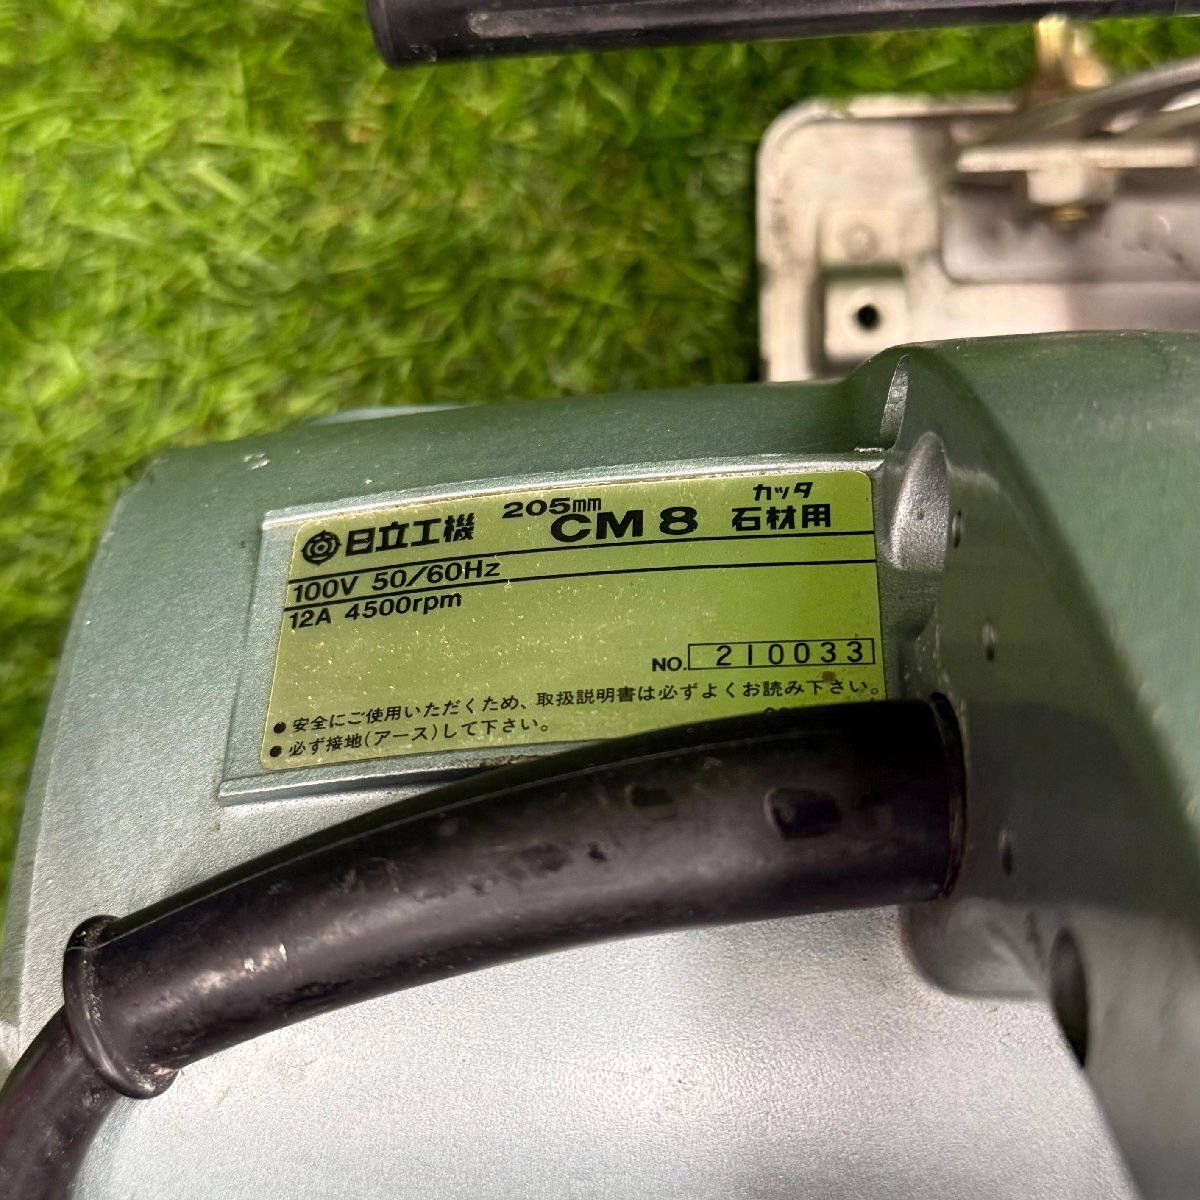 日立工機 205mm CM8 カッタ 石材用
100V 50/60Hz
12A 4500rpm
NO. 210033
● 安全にご使用いただくため、取扱説明書は必ずよくお読み下さい。
● 必ず接地(アース)して下さい。